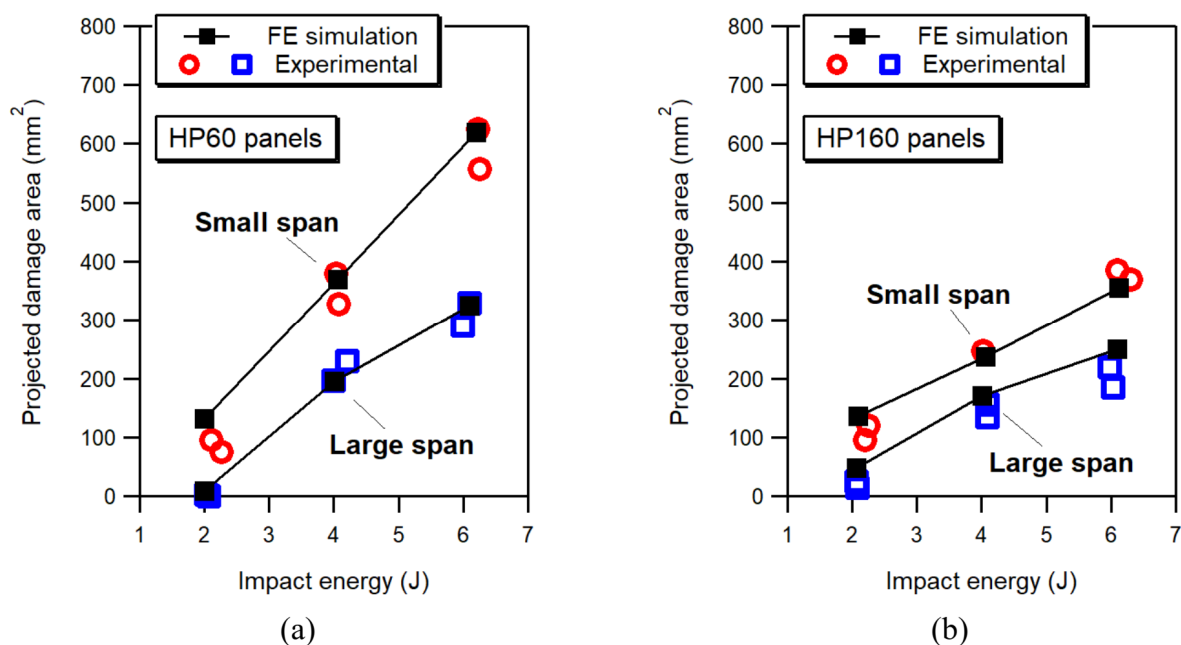 800
700
600
500
400
300
200
100
0
1 2 3 4 5 6 7
Projected damage area (mm²)
Impact energy (J)
FE simulation
Experimental
HP60 panels
Small span
Large span
(a)
800
700
600
500
400
300
200
100
0
1 2 3 4 5 6 7
Projected damage area (mm²)
Impact energy (J)
FE simulation
Experimental
HP160 panels
Small span
Large span
(b)